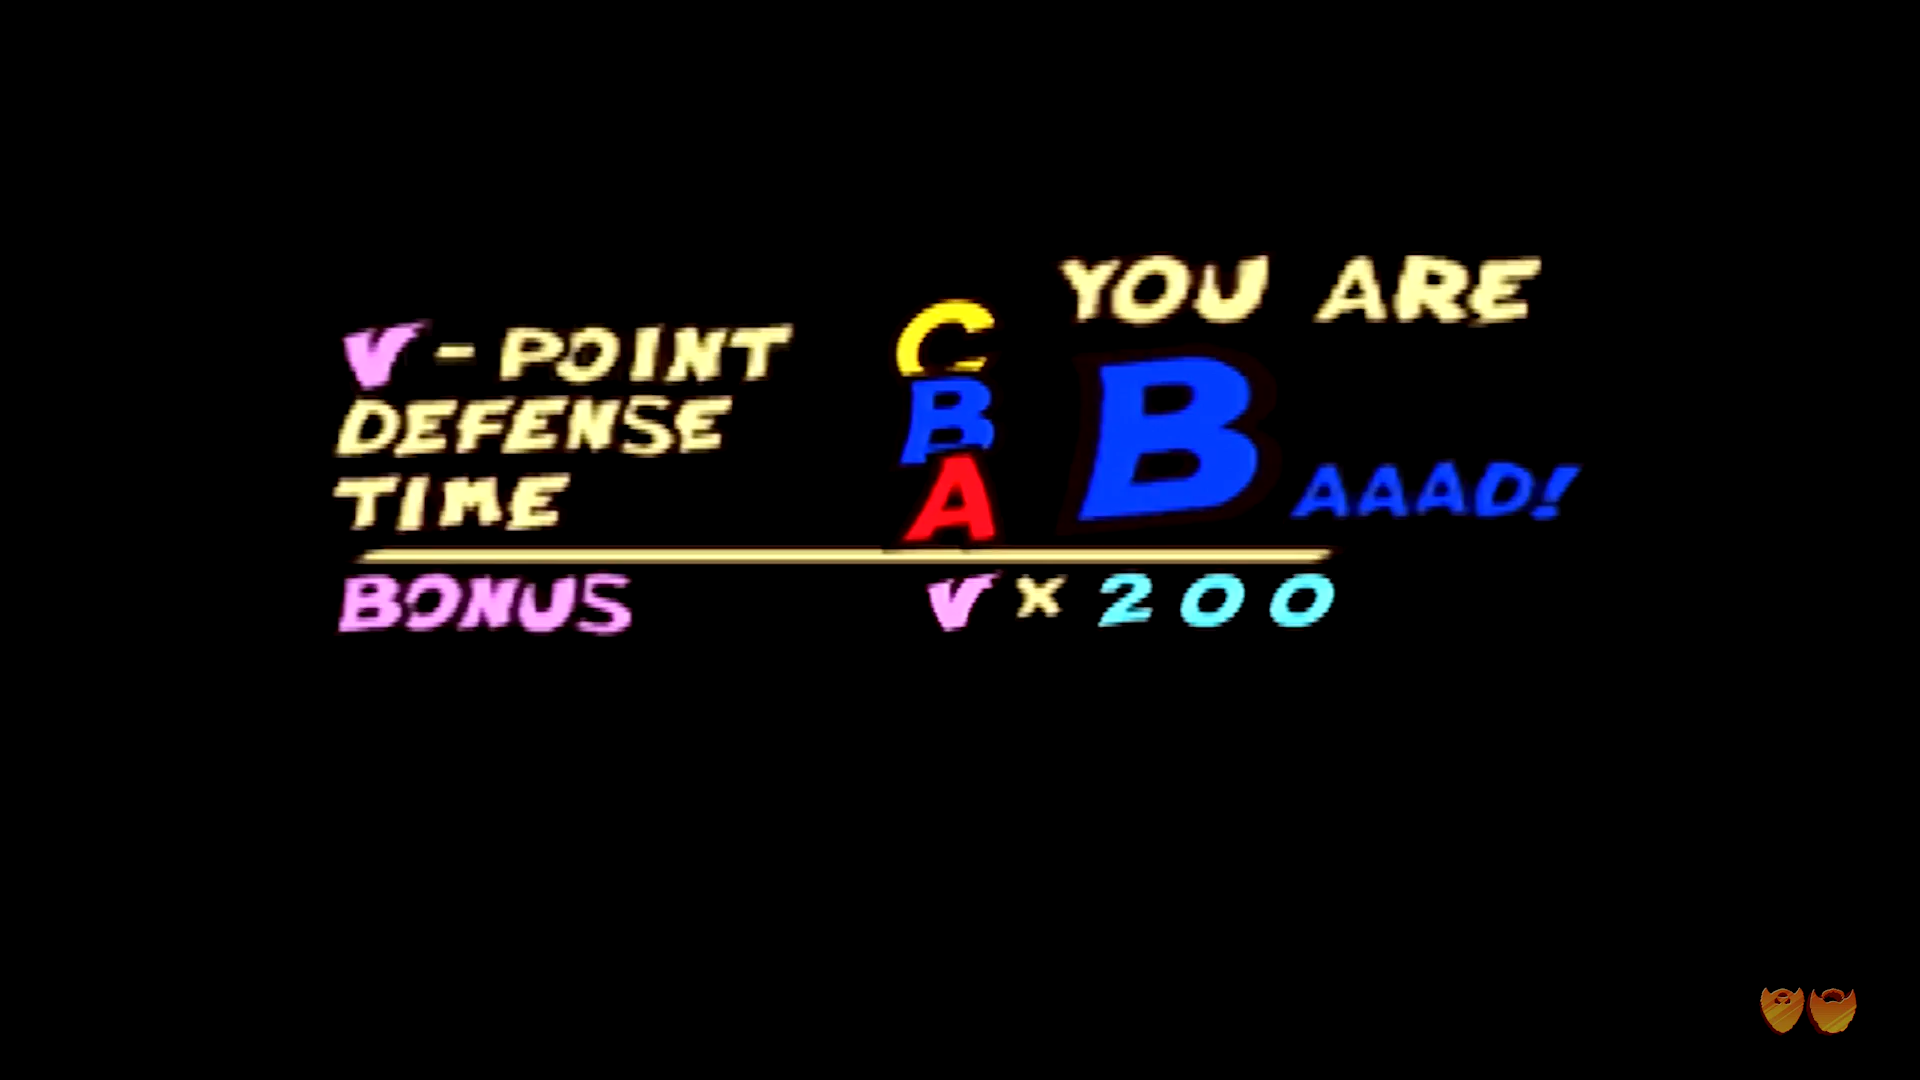 YOU ARE
V-POINT C
DEFENSE B
TIME A
B AAAD!
BONUS V×200